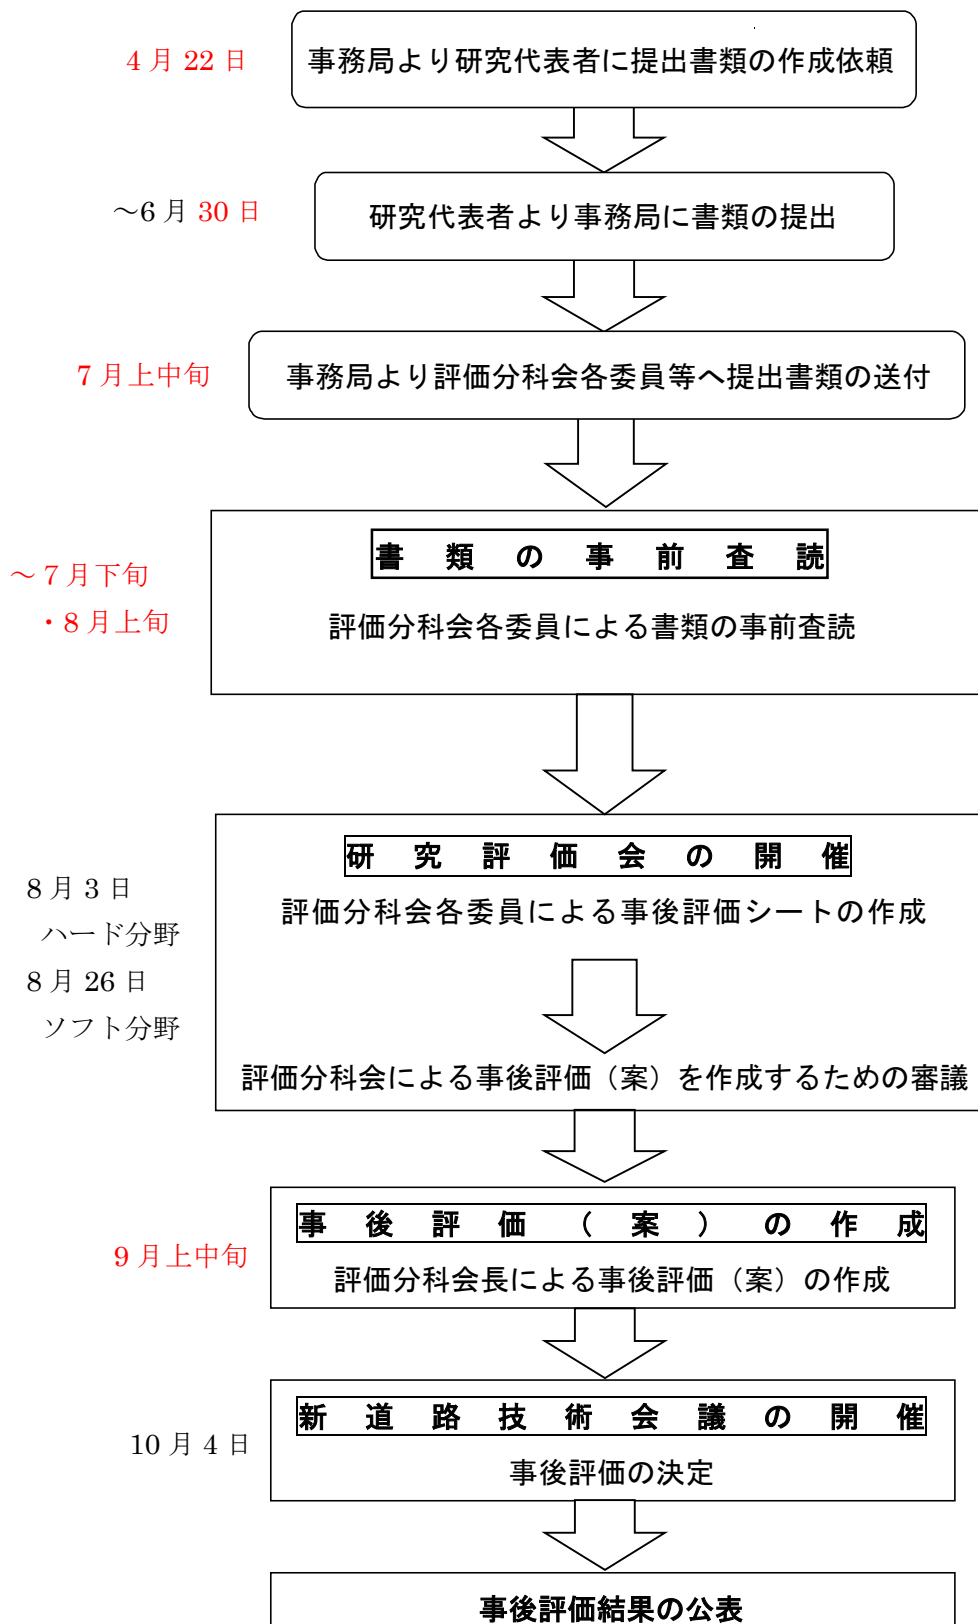 4月22日
事務局より研究代表者に提出書類の作成依頼
～6月30日
研究代表者より事務局に書類の提出
7月上中旬
事務局より評価分科会各委員等へ提出書類の送付
書類の事前査読
～7月下旬
・8月上旬
評価分科会各委員による書類の事前査読
研究評価会の開催
8月3日
ハード分野
8月26日
ソフト分野
評価分科会各委員による事後評価シートの作成
評価分科会による事後評価（案）を作成するための審議
事後評価（案）の作成
9月上中旬
評価分科会長による事後評価（案）の作成
新道路技術会議の開催
10月4日
事後評価の決定
事後評価結果の公表